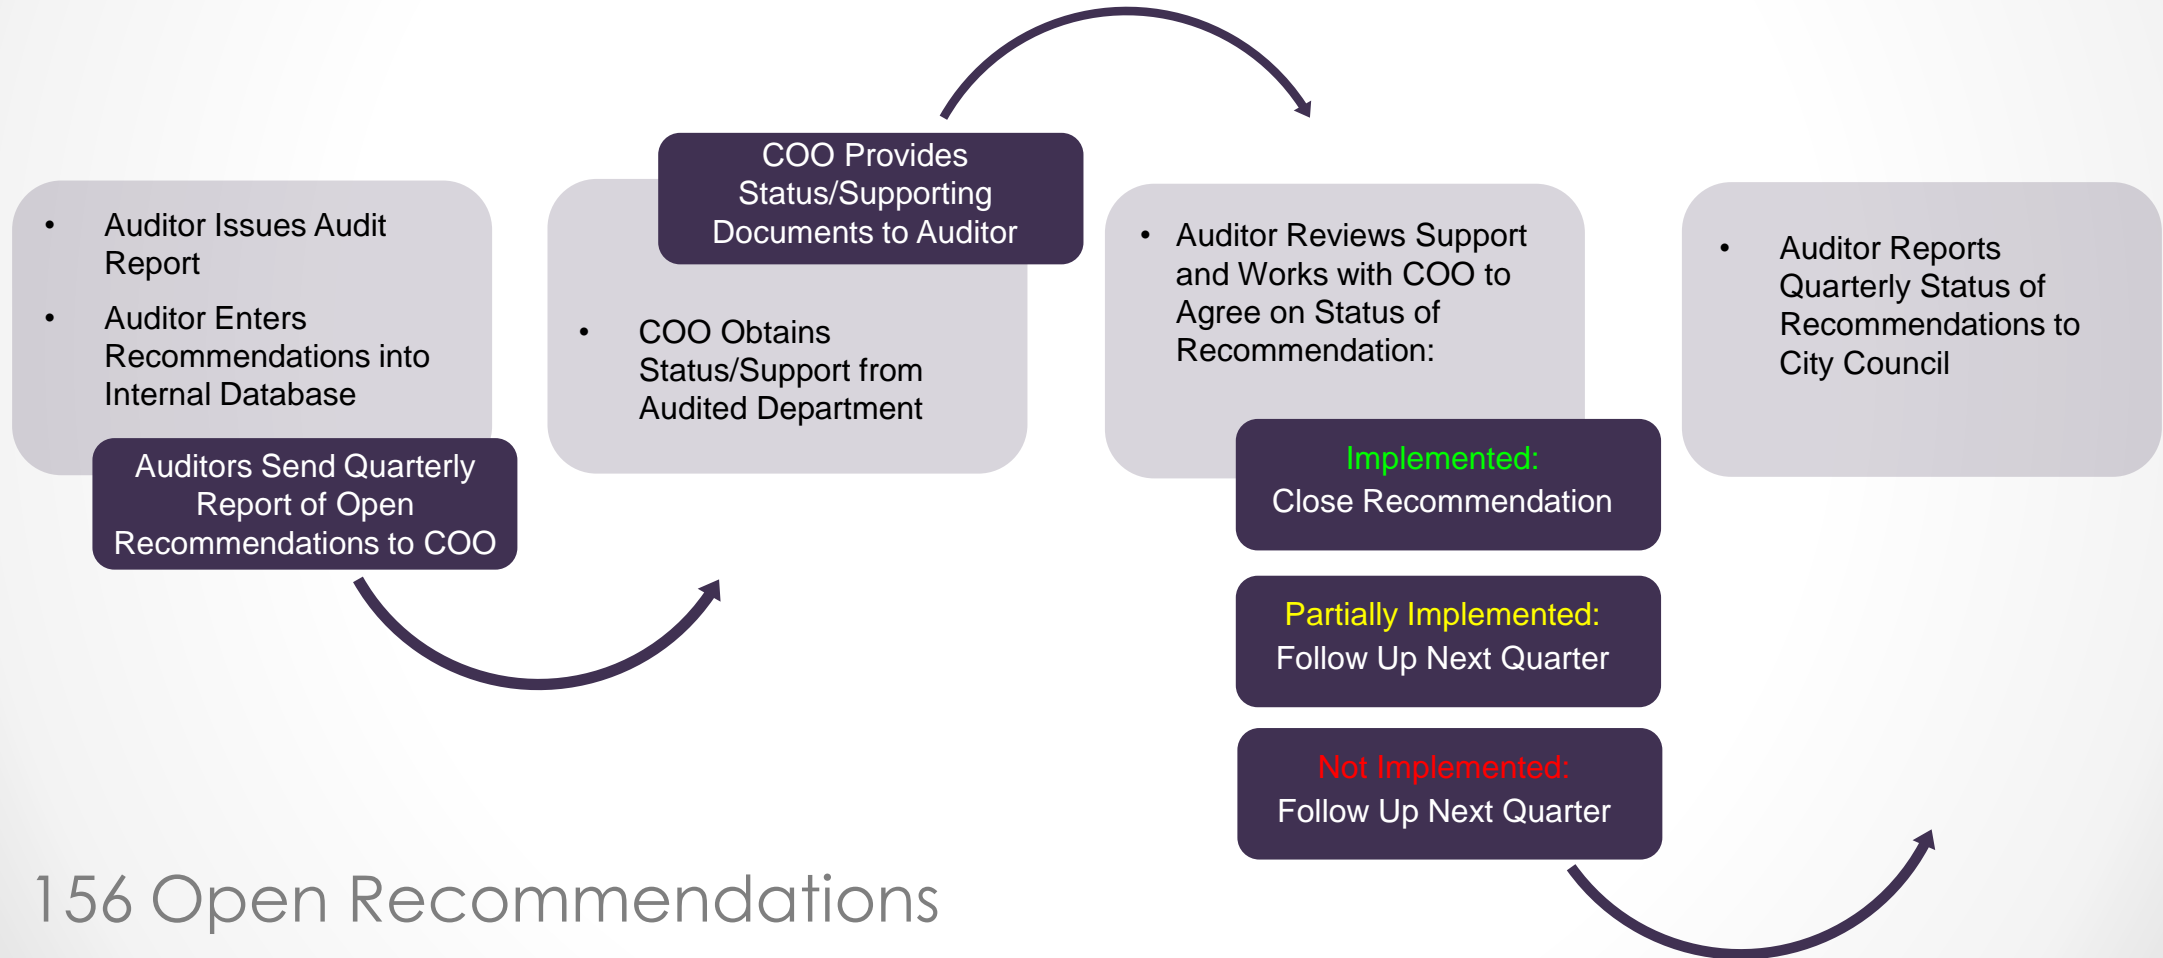 • Auditor Issues Audit
Report
• Auditor Enters
Recommendations into
Internal Database
Auditors Send Quarterly
Report of Open
Recommendations to COO
COO Provides
Status/Supporting
Documents to Auditor
• COO Obtains
Status/Support from
Audited Department
• Auditor Reviews Support
and Works with COO to
Agree on Status of
Recommendation:
Implemented:
Close Recommendation
Partially Implemented:
Follow Up Next Quarter
Not Implemented:
Follow Up Next Quarter
• Auditor Reports
Quarterly Status of
Recommendations to
City Council
156 Open Recommendations